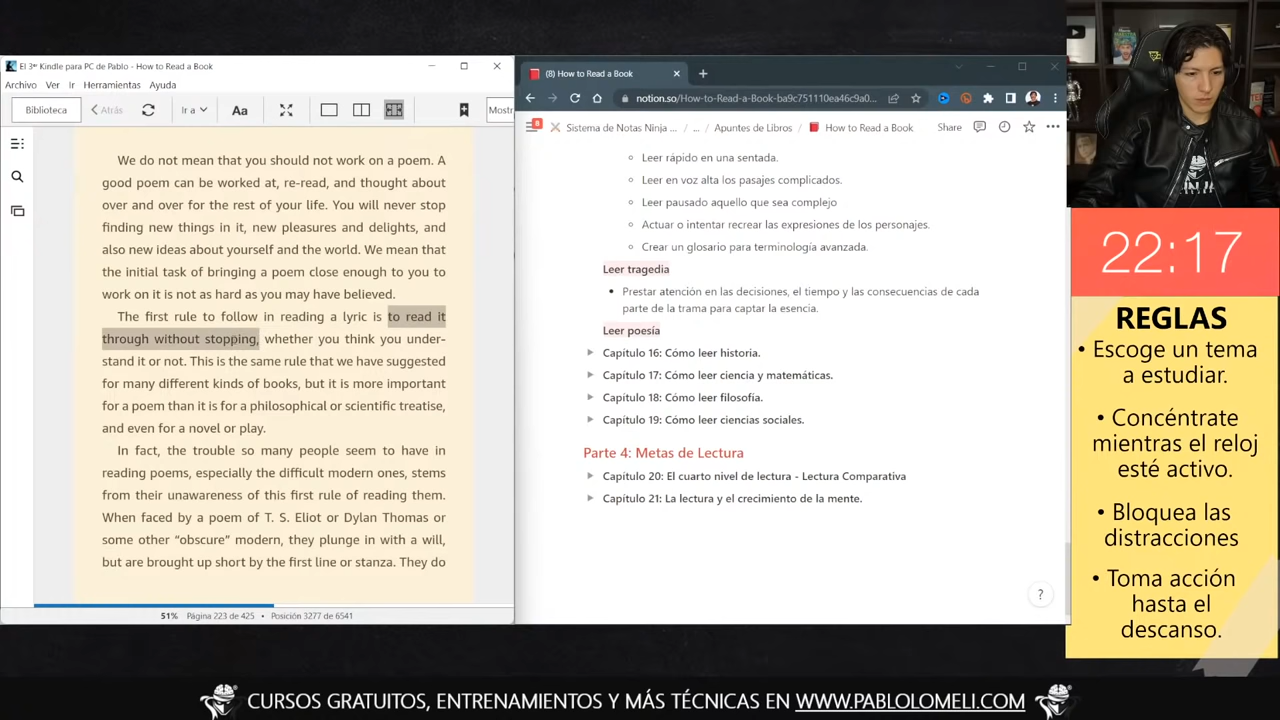 El 3er Kindle para PC de Pablo - How to Read a Book
Archivo Ver Ir Herramientas Ayuda
Biblioteca Atrás Ir a Aa Mostr
We do not mean that you should not work on a poem. A
good poem can be worked at, re-read, and thought about
over and over for the rest of your life. You will never stop
finding new things in it, new pleasures and delights, and
also new ideas about yourself and the world. We mean that
the initial task of bringing a poem close enough to you to
work on it is not as hard as you may have believed.
The first rule to follow in reading a lyric is to read it
through without stopping, whether you think you under-
stand it or not. This is the same rule that we have suggested
for many different kinds of books, but it is more important
for a poem than it is for a philosophical or scientific treatise,
and even for a novel or play.
In fact, the trouble so many people seem to have in
reading poems, especially the difficult modern ones, stems
from their unawareness of this first rule of reading them.
When faced by a poem of T. S. Eliot or Dylan Thomas or
some other “obscure” modern, they plunge in with a will,
but are brought up short by the first line or stanza. They do
51% Página 223 de 425 • Posición 3277 de 6541
(8) How to Read a Book
notion.so/How-to-Read-a-Book-ba9c751110ea46c9a0...
8 Sistema de Notas Ninja ... / ... / Apuntes de Libros / How to Read a Book Share
Leer rápido en una sentada.
Leer en voz alta los pasajes complicados.
Leer pausado aquello que sea complejo
Actuar o intentar recrear las expresiones de los personajes.
Crear un glosario para terminología avanzada.
Leer tragedia
Prestar atención en las decisiones, el tiempo y las consecuencias de cada
parte de la trama para captar la esencia.
Leer poesía
Capítulo 16: Cómo leer historia.
Capítulo 17: Cómo leer ciencia y matemáticas.
Capítulo 18: Cómo leer filosofía.
Capítulo 19: Cómo leer ciencias sociales.
Parte 4: Metas de Lectura
Capítulo 20: El cuarto nivel de lectura - Lectura Comparativa
Capítulo 21: La lectura y el crecimiento de la mente.
?
22:17
REGLAS
• Escoge un tema
a estudiar.
• Concéntrate
mientras el reloj
esté activo.
• Bloquea las
distracciones
• Toma acción
hasta el
descanso.
CURSOS GRATUITOS, ENTRENAMIENTOS Y MÁS TÉCNICAS EN WWW.PABLOLOMELI.COM